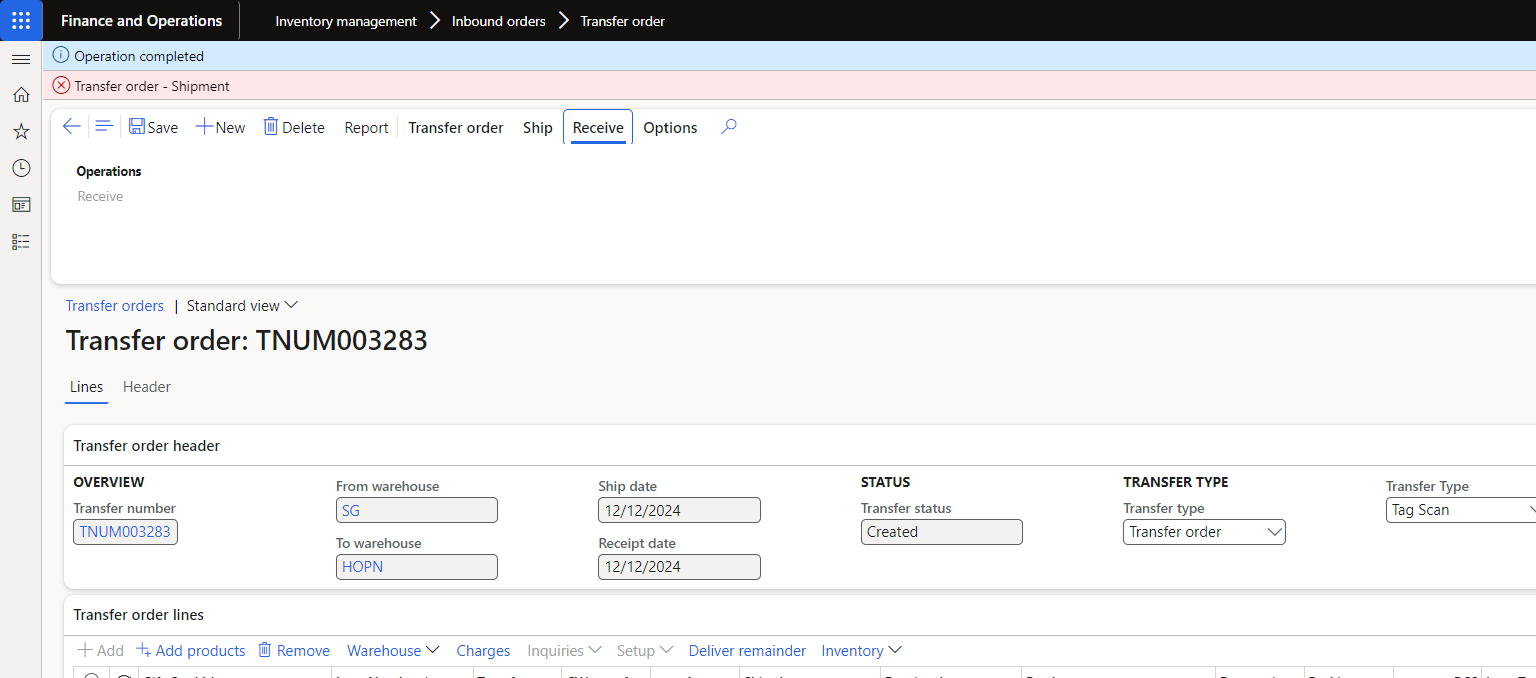 Finance and Operations Inventory management Inbound orders Transfer order
Operation completed
Transfer order - Shipment
Save New Delete Report Transfer order Ship Receive Options
Operations
Receive
Transfer orders | Standard view
Transfer order: TNUM003283
Lines Header
Transfer order header
OVERVIEW
Transfer number
TNUM003283
From warehouse
SG
To warehouse
HOPN
Ship date
12/12/2024
Receipt date
12/12/2024
STATUS
Transfer status
Created
TRANSFER TYPE
Transfer type
Transfer order
Transfer Type
Tag Scan
Transfer order lines
Add Add products Remove Warehouse Charges Inquiries Setup Deliver remainder Inventory